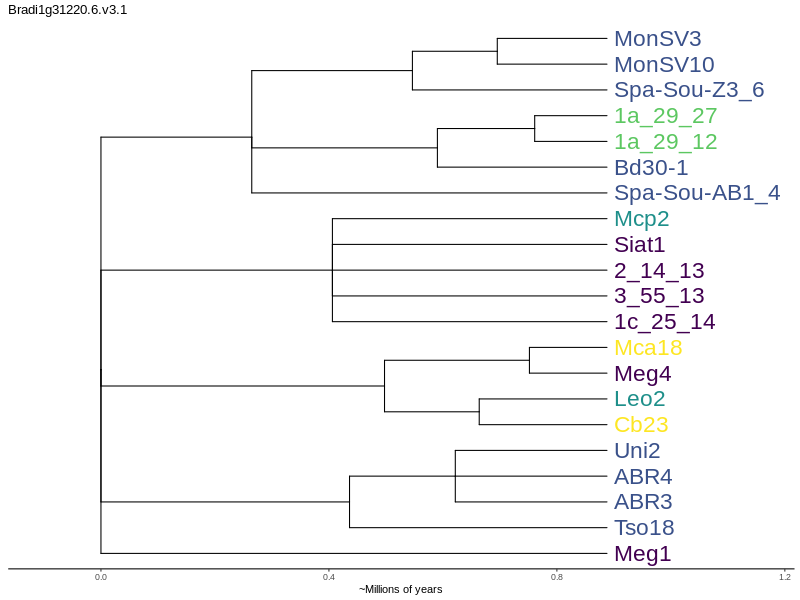 Bradi1g31220.6.v3.1
MonSV3
MonSV10
Spa-Sou-Z3_6
1a_29_27
1a_29_12
Bd30-1
Spa-Sou-AB1_4
Mcp2
Siat1
2_14_13
3_55_13
1c_25_14
Mca18
Meg4
Leo2
Cb23
Uni2
ABR4
ABR3
Tso18
Meg1
0.0 0.4 0.8 1.2
~Millions of years